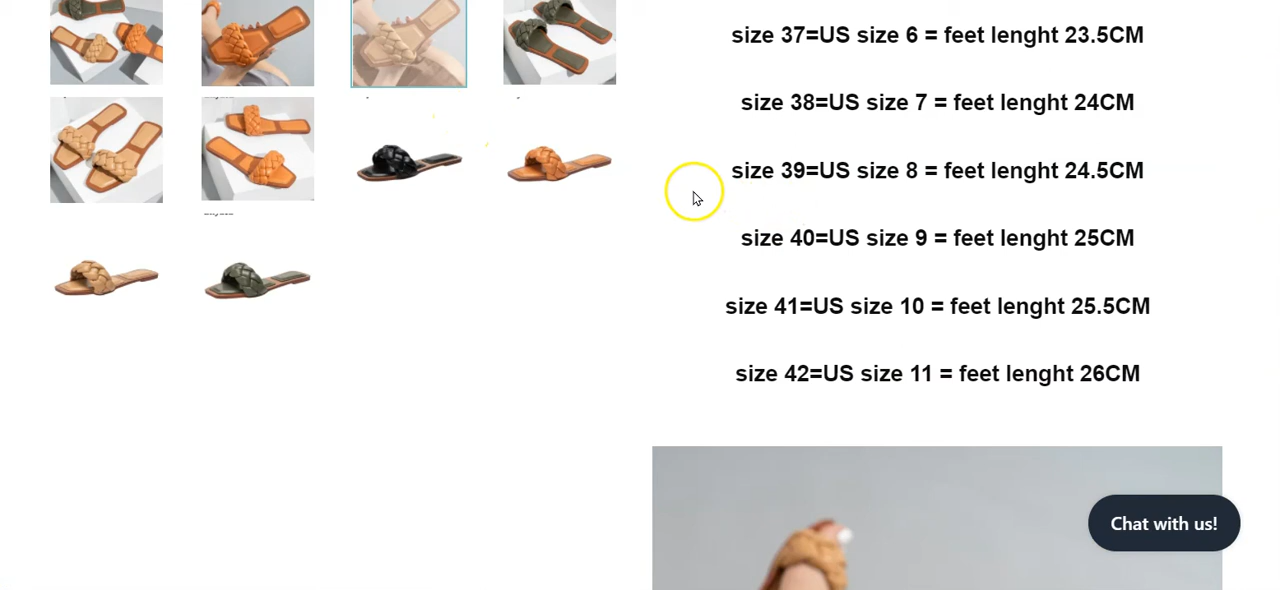 size 37=US size 6 = feet lenght 23.5CM
size 38=US size 7 = feet lenght 24CM
size 39=US size 8 = feet lenght 24.5CM
size 40=US size 9 = feet lenght 25CM
size 41=US size 10 = feet lenght 25.5CM
size 42=US size 11 = feet lenght 26CM
Chat with us!